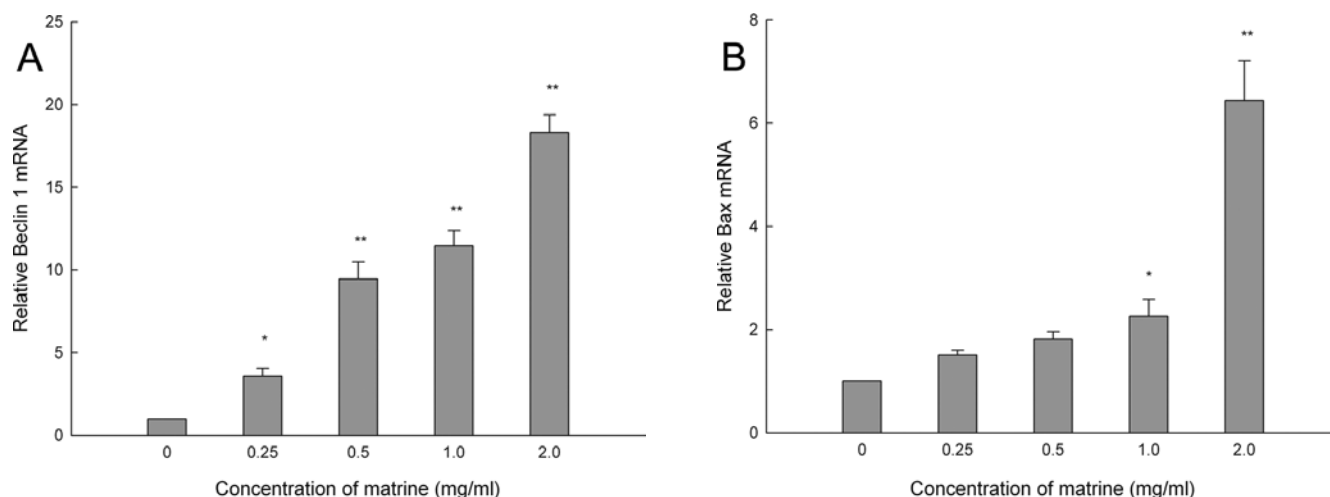 A
Relative Beclin 1 mRNA
25
20
15
10
5
0
*
**
**
**
0 0.25 0.5 1.0 2.0
Concentration of matrine (mg/ml)
B
Relative Bax mRNA
8
6
4
2
0
*
**
0 0.25 0.5 1.0 2.0
Concentration of matrine (mg/ml)